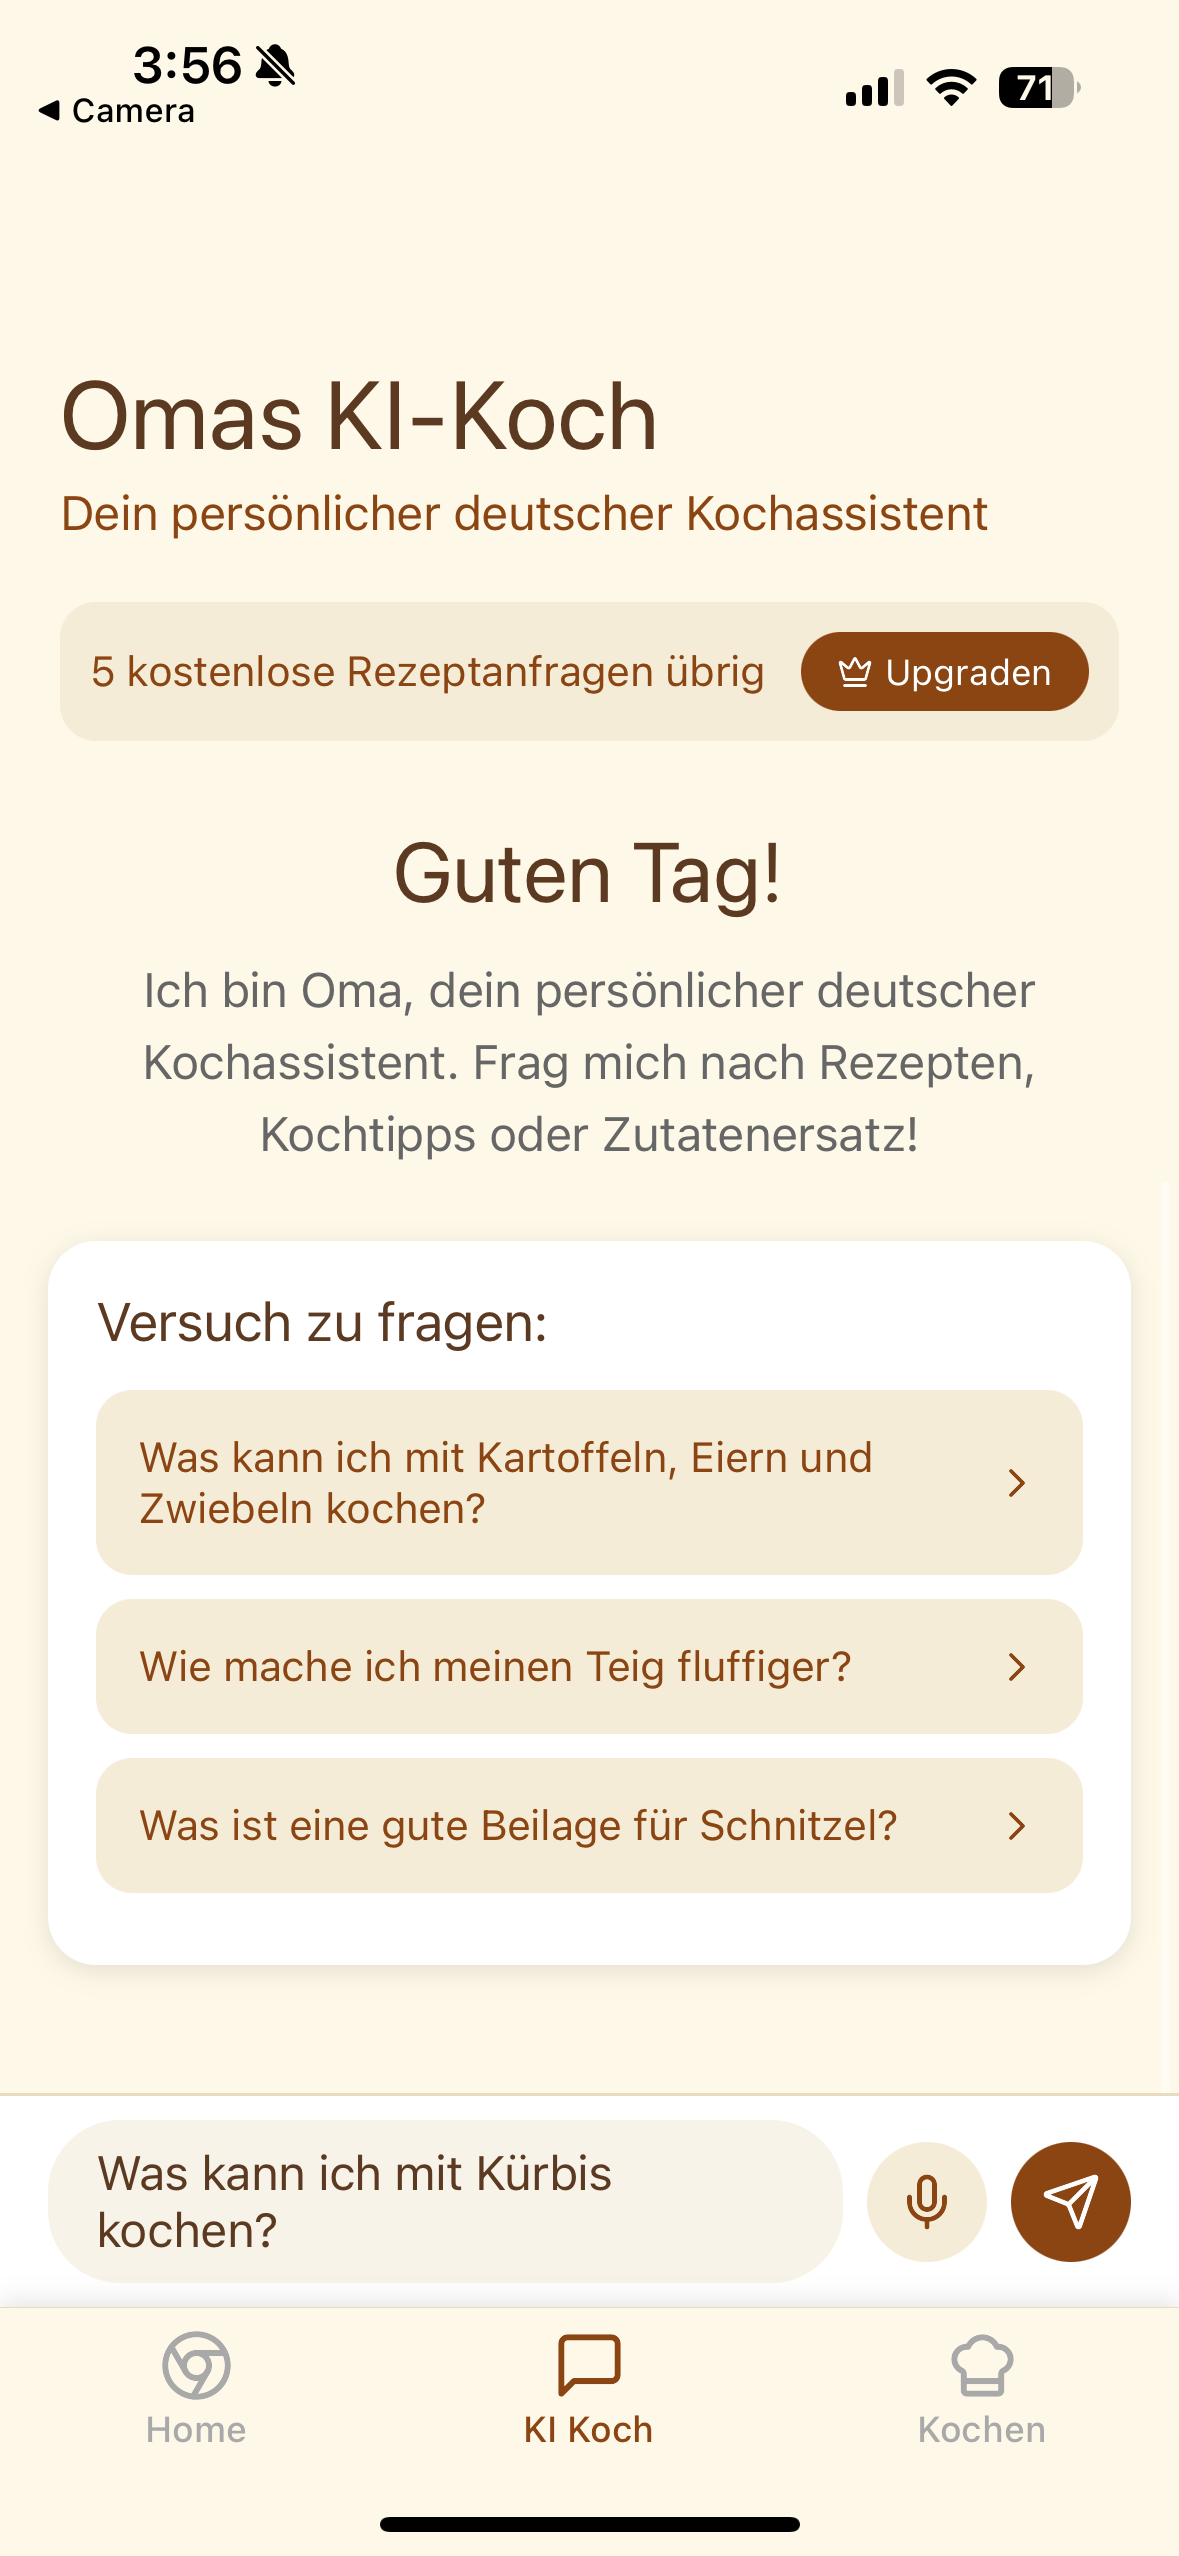 3:56
◀ Camera
71
Omas KI-Koch
Dein persönlicher deutscher Kochassistent
5 kostenlose Rezeptanfragen übrig
Upgraden
Guten Tag!
Ich bin Oma, dein persönlicher deutscher
Kochassistent. Frag mich nach Rezepten,
Kochtipps oder Zutatenersatz!
Versuch zu fragen:
Was kann ich mit Kartoffeln, Eiern und
Zwiebeln kochen?
Wie mache ich meinen Teig fluffiger?
Was ist eine gute Beilage für Schnitzel?
Was kann ich mit Kürbis
kochen?
Home
KI Koch
Kochen